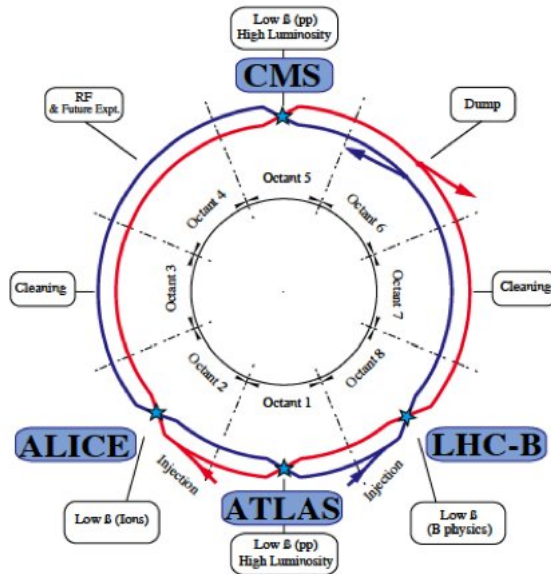 Low ß (pp)
High Luminosity
CMS
RF
& Future Expt.
Dump
Octant 5
Octant 4
Octant 6
Cleaning
Octant 3
Octant 7
Cleaning
Octant 2
Octant 8
Octant 1
ALICE
LHC-B
Injection
Injection
ATLAS
Low ß (Ions)
Low ß
(B physics)
Low ß (pp)
High Luminosity